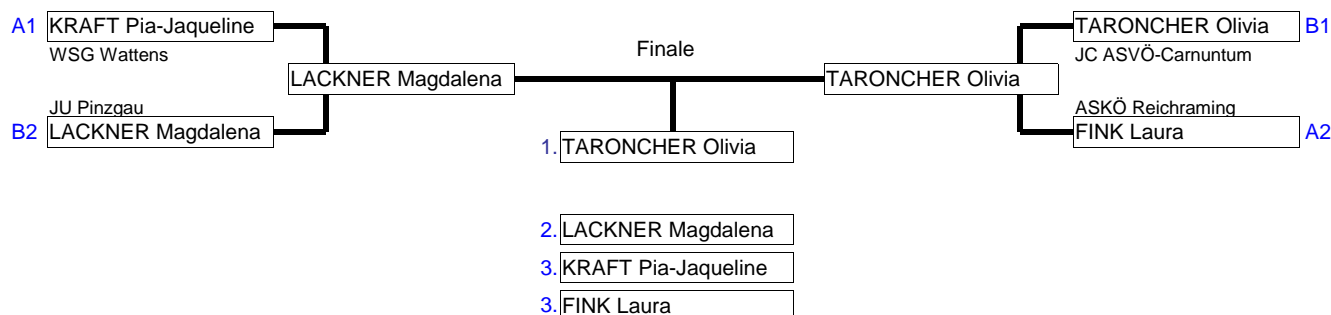 A1 KRAFT Pia-Jaqueline
WSG Wattens
JU Pinzgau
B2 LACKNER Magdalena
LACKNER Magdalena
Finale
TARONCHER Olivia
TARONCHER Olivia B1
JC ASVÖ-Carnuntum
ASKÖ Reichraming
FINK Laura A2
1. TARONCHER Olivia
2. LACKNER Magdalena
3. KRAFT Pia-Jaqueline
3. FINK Laura